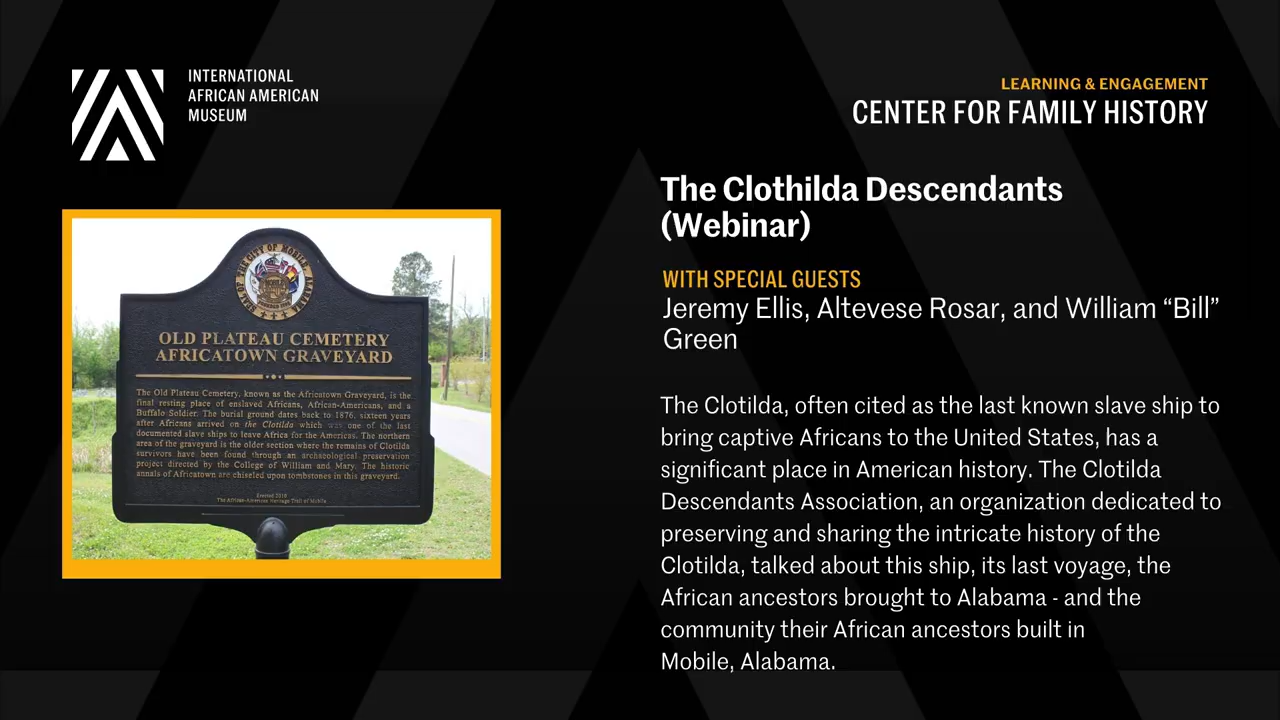 INTERNATIONAL
AFRICAN AMERICAN
MUSEUM
LEARNING & ENGAGEMENT
CENTER FOR FAMILY HISTORY
The Clothilda Descendants
(Webinar)
WITH SPECIAL GUESTS
Jeremy Ellis, Altevese Rosar, and William “Bill”
Green
The Clotilda, often cited as the last known slave ship to
bring captive Africans to the United States, has a
significant place in American history. The Clotilda
Descendants Association, an organization dedicated to
preserving and sharing the intricate history of the
Clotilda, talked about this ship, its last voyage, the
African ancestors brought to Alabama - and the
community their African ancestors built in
Mobile, Alabama.
OLD PLATEAU CEMETERY
AFRICATOWN GRAVEYARD
The Old Plateau Cemetery, known as the Africatown Graveyard, is the
final resting place of enslaved Africans, African-Americans, and a
Buffalo Soldier. The burial ground dates back to 1876, sixteen years
after Africans arrived on the Clotilda which was one of the last
documented slave ships to leave Africa for the Americas. The northern
area of the graveyard is the older section where the remains of Clotilda
survivors have been found through an archaeological preservation
project directed by the College of William and Mary. The historic
annals of Africatown are chiseled upon tombstones in this graveyard.
Erected 2010
The African-American Heritage Trail of Mobile